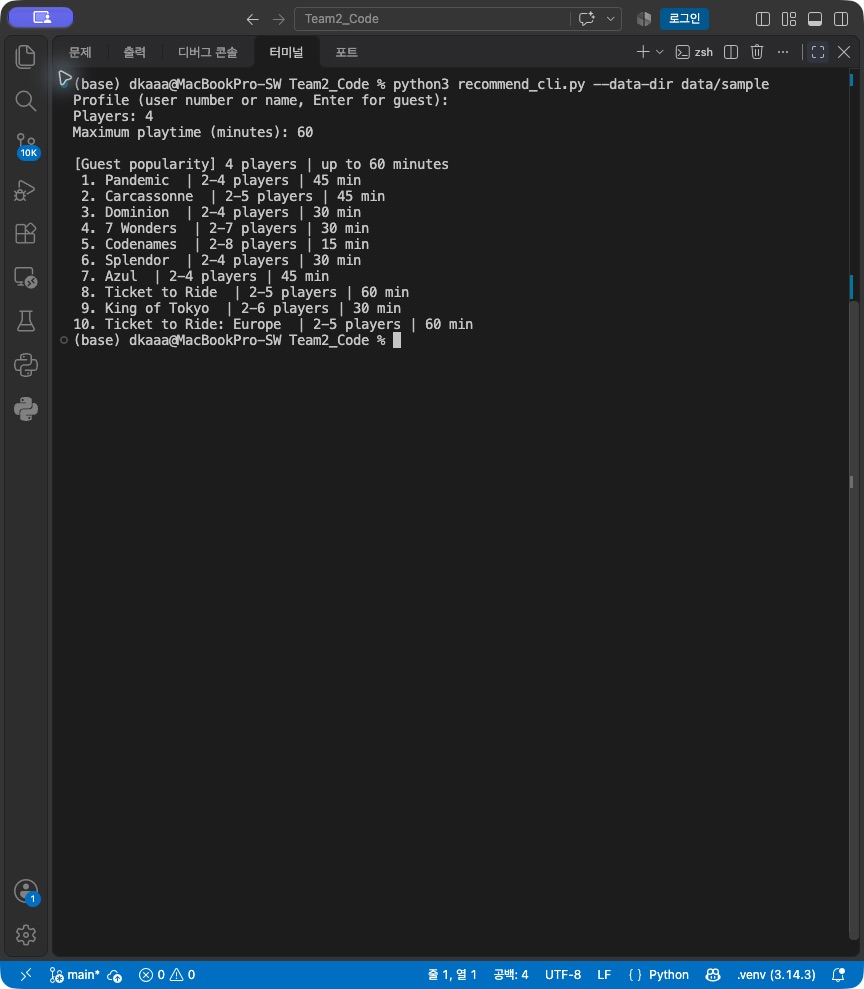 Team2_Code
로그인
문제 출력 디버그 콘솔 터미널 포트
zsh
(base) dkaaa@MacBookPro-SW Team2_Code % python3 recommend_cli.py --data-dir data/sample
Profile (user number or name, Enter for guest):
Players: 4
Maximum playtime (minutes): 60
[Guest popularity] 4 players | up to 60 minutes
1. Pandemic | 2-4 players | 45 min
2. Carcassonne | 2-5 players | 45 min
3. Dominion | 2-4 players | 30 min
4. 7 Wonders | 2-7 players | 30 min
5. Codenames | 2-8 players | 15 min
6. Splendor | 2-4 players | 30 min
7. Azul | 2-4 players | 45 min
8. Ticket to Ride | 2-5 players | 60 min
9. King of Tokyo | 2-6 players | 30 min
10. Ticket to Ride: Europe | 2-5 players | 60 min
(base) dkaaa@MacBookPro-SW Team2_Code %
10K
1
main* 0 0 줄 1, 열 1 공백: 4 UTF-8 LF { } Python .venv (3.14.3)